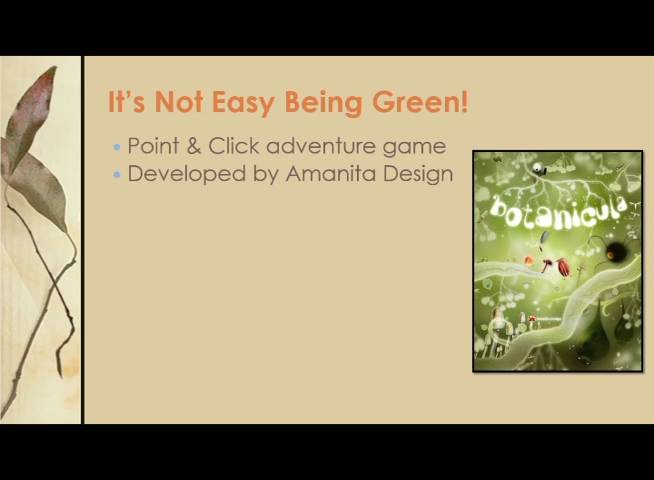 It's Not Easy Being Green!
• Point & Click adventure game
• Developed by Amanita Design
botanicula